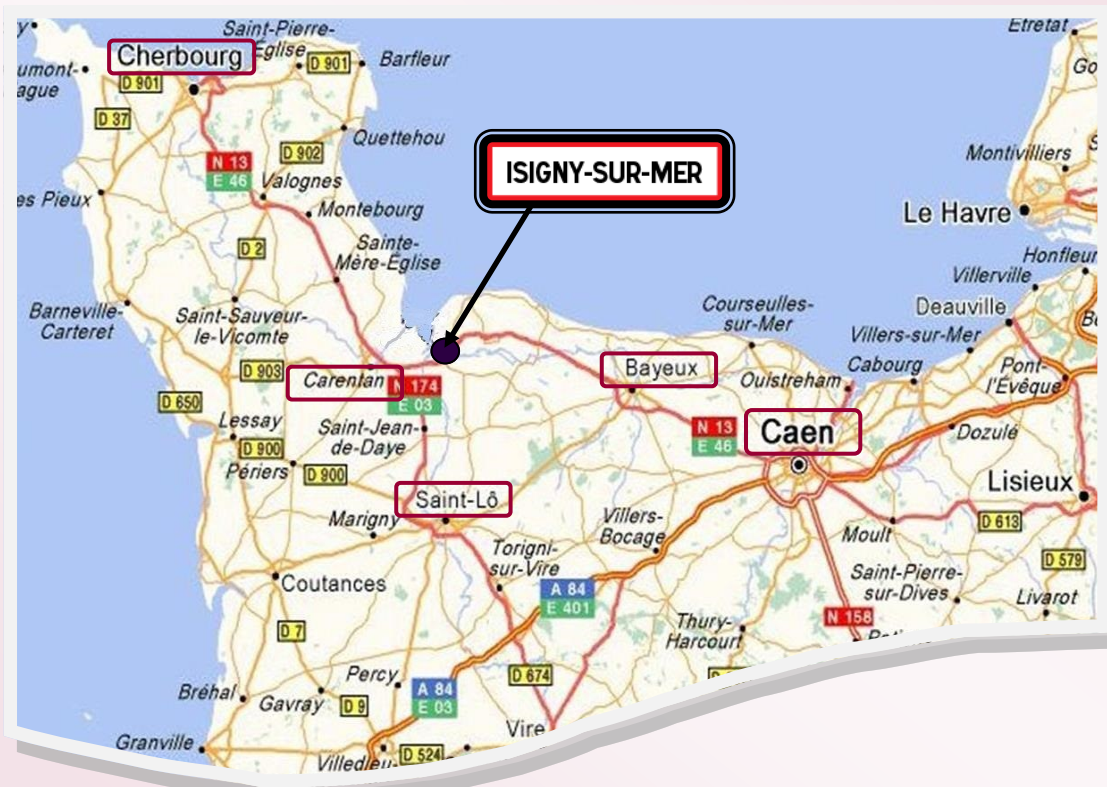 Saint-Pierre-
Église
Cherbourg
D 901
D 901
Barfleur
Etretat
D 37
Quettehou
D 902
N 13
E 46
Valognes
Montivilliers
es Pieux
ISIGNY-SUR-MER
Montebourg
Le Havre
D 2
Sainte-
Mère-Église
Honfleur
Villerville
Barneville-
Carteret
Saint-Sauveur-
le-Vicomte
Courseulles-
sur-Mer
Deauville
Villers-sur-Mer
D 903
Carentan
N 174
E 03
Bayeux
Ouistreham
Cabourg
Pont-
l'Évêque
D 650
Lessay
Saint-Jean-
de-Daye
N 13
E 46
Caen
Dozulé
D 900
Périers
D 900
Saint-Lô
Lisieux
Marigny
Villers-
Bocage
Moult
D 613
Torigni-
sur-Vire
D 579
Coutances
A 84
E 401
Saint-Pierre-
sur-Dives
Livarot
D 7
Thury-
Harcourt
N 158
Percy
D 674
Bréhal
Gavray
D 9
A 84
E 03
Vire
Granville
Villedieu-
D 524